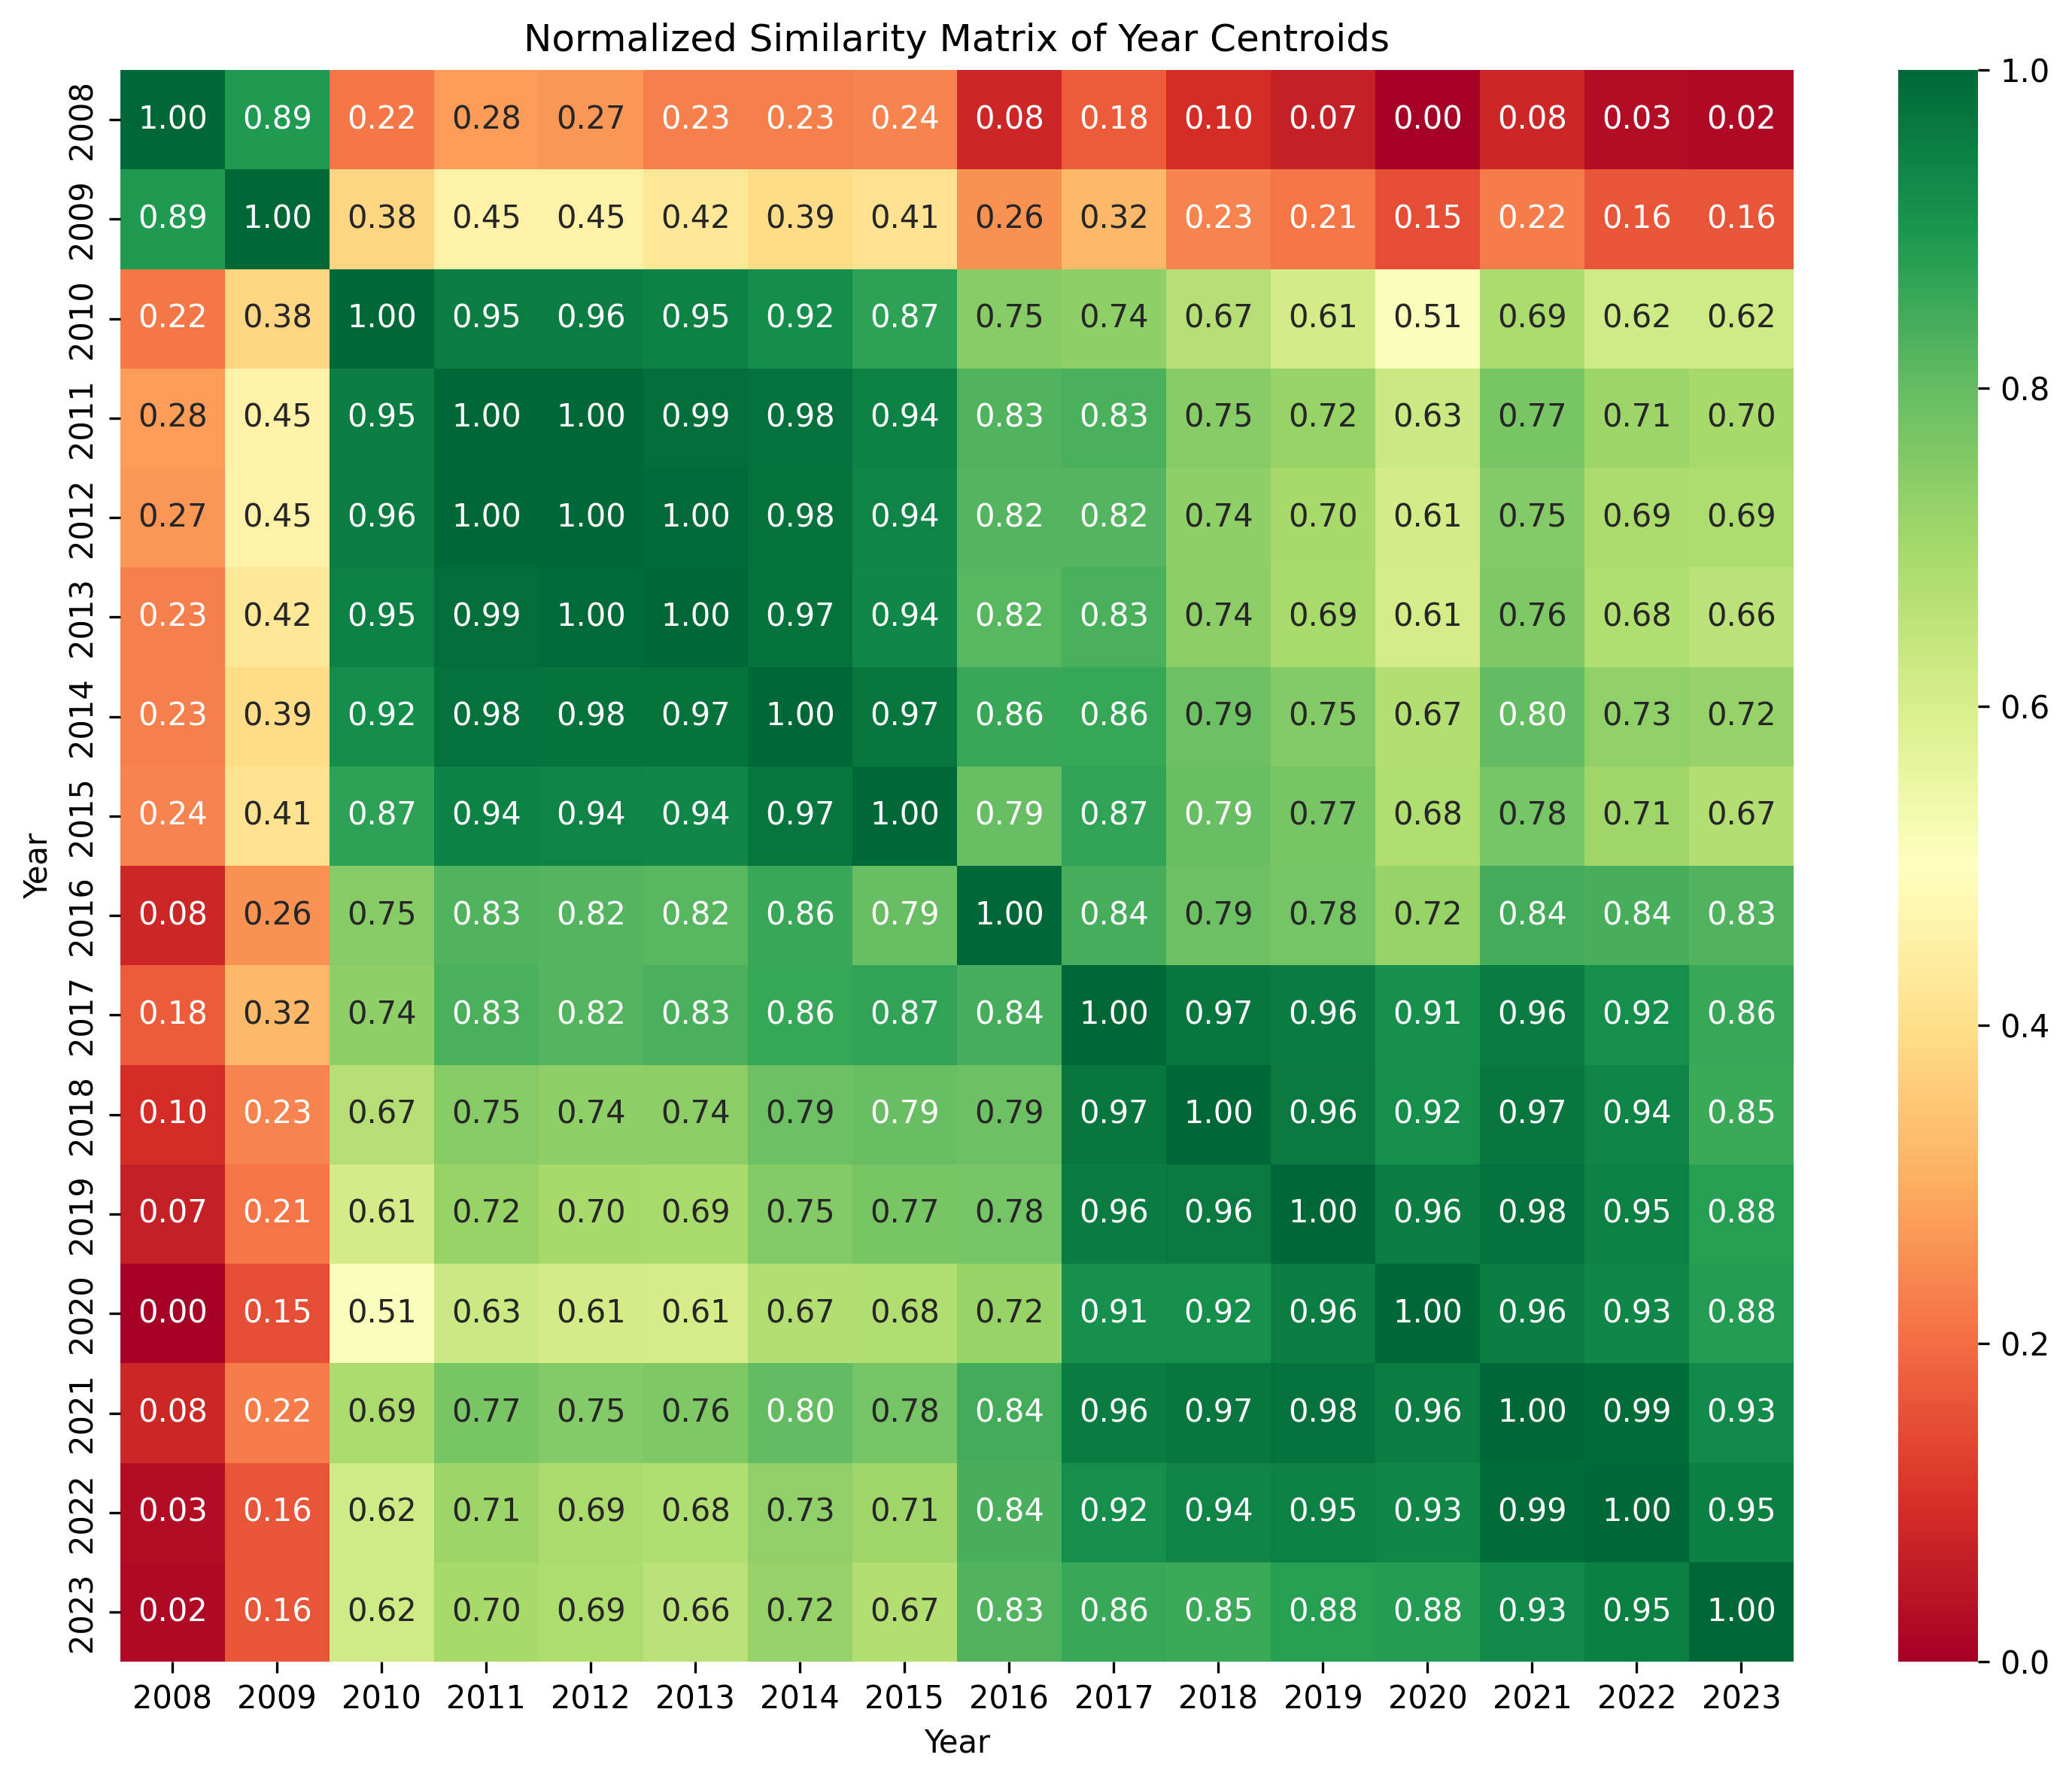 Normalized Similarity Matrix of Year Centroids
2008 1.00 0.89 0.22 0.28 0.27 0.23 0.23 0.24 0.08 0.18 0.10 0.07 0.00 0.08 0.03 0.02
2009 0.89 1.00 0.38 0.45 0.45 0.42 0.39 0.41 0.26 0.32 0.23 0.21 0.15 0.22 0.16 0.16
2010 0.22 0.38 1.00 0.95 0.96 0.95 0.92 0.87 0.75 0.74 0.67 0.61 0.51 0.69 0.62 0.62
2011 0.28 0.45 0.95 1.00 1.00 0.99 0.98 0.94 0.83 0.83 0.75 0.72 0.63 0.77 0.71 0.70
2012 0.27 0.45 0.96 1.00 1.00 1.00 0.98 0.94 0.82 0.82 0.74 0.70 0.61 0.75 0.69 0.69
2013 0.23 0.42 0.95 0.99 1.00 1.00 0.97 0.94 0.82 0.83 0.74 0.69 0.61 0.76 0.68 0.66
2014 0.23 0.39 0.92 0.98 0.98 0.97 1.00 0.97 0.86 0.86 0.79 0.75 0.67 0.80 0.73 0.72
2015 0.24 0.41 0.87 0.94 0.94 0.94 0.97 1.00 0.79 0.87 0.79 0.77 0.68 0.78 0.71 0.67
2016 0.08 0.26 0.75 0.83 0.82 0.82 0.86 0.79 1.00 0.84 0.79 0.78 0.72 0.84 0.84 0.83
2017 0.18 0.32 0.74 0.83 0.82 0.83 0.86 0.87 0.84 1.00 0.97 0.96 0.91 0.96 0.92 0.86
2018 0.10 0.23 0.67 0.75 0.74 0.74 0.79 0.79 0.79 0.97 1.00 0.96 0.92 0.97 0.94 0.85
2019 0.07 0.21 0.61 0.72 0.70 0.69 0.75 0.77 0.78 0.96 0.96 1.00 0.96 0.98 0.95 0.88
2020 0.00 0.15 0.51 0.63 0.61 0.61 0.67 0.68 0.72 0.91 0.92 0.96 1.00 0.96 0.93 0.88
2021 0.08 0.22 0.69 0.77 0.75 0.76 0.80 0.78 0.84 0.96 0.97 0.98 0.96 1.00 0.99 0.93
2022 0.03 0.16 0.62 0.71 0.69 0.68 0.73 0.71 0.84 0.92 0.94 0.95 0.93 0.99 1.00 0.95
2023 0.02 0.16 0.62 0.70 0.69 0.66 0.72 0.67 0.83 0.86 0.85 0.88 0.88 0.93 0.95 1.00
2008 2009 2010 2011 2012 2013 2014 2015 2016 2017 2018 2019 2020 2021 2022 2023
Year
Year
1.0
0.8
0.6
0.4
0.2
0.0